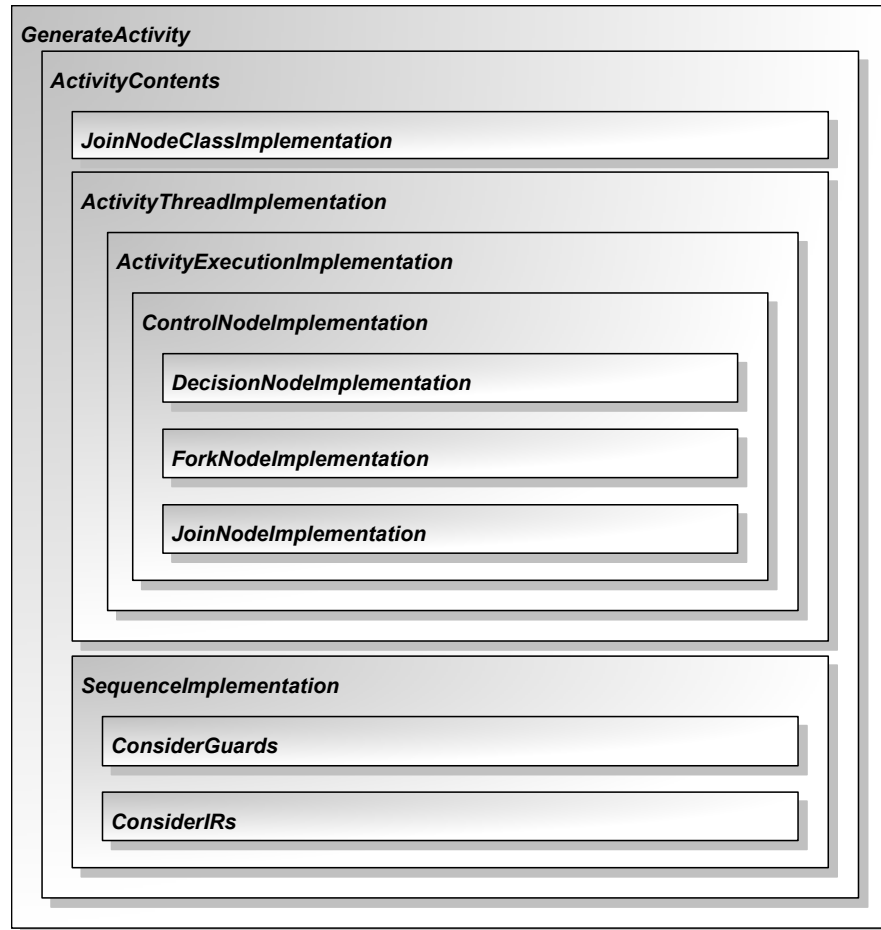 GenerateActivity
ActivityContents
JoinNodeClassImplementation
ActivityThreadImplementation
ActivityExecutionImplementation
ControlNodeImplementation
DecisionNodeImplementation
ForkNodeImplementation
JoinNodeImplementation
SequenceImplementation
ConsiderGuards
ConsiderIRs